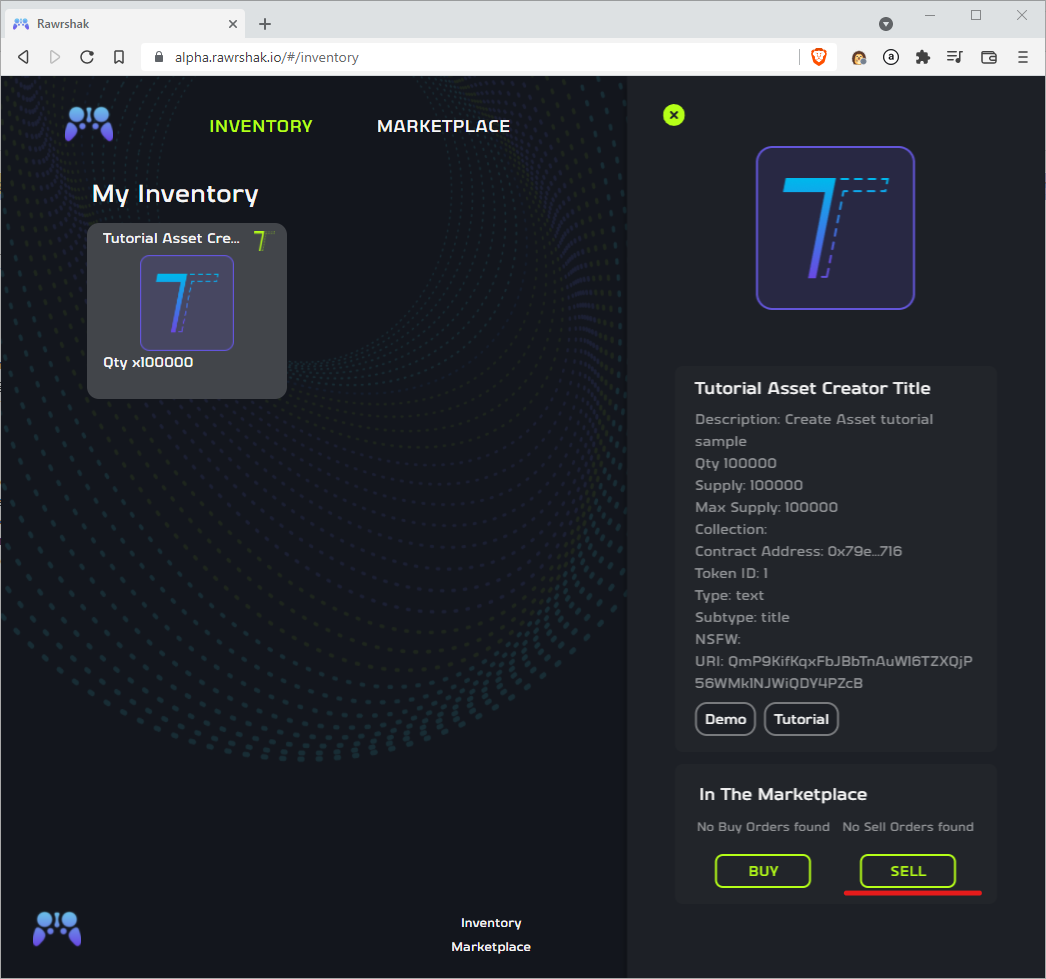 Rawrshak
alpha.rawrshak.io/#/inventory
INVENTORY
MARKETPLACE
My Inventory
Tutorial Asset Cre...
Qty x100000
Tutorial Asset Creator Title
Description: Create Asset tutorial
sample
Qty 100000
Supply: 100000
Max Supply: 100000
Collection:
Contract Address: 0x79e...716
Token ID: 1
Type: text
Subtype: title
NSFW:
URI: QmP9KifKqxFbJBbTnAuW16TZXQjP
56WMk1NJWiQDY4PZcB
Demo
Tutorial
In The Marketplace
No Buy Orders found
No Sell Orders found
BUY
SELL
Inventory
Marketplace